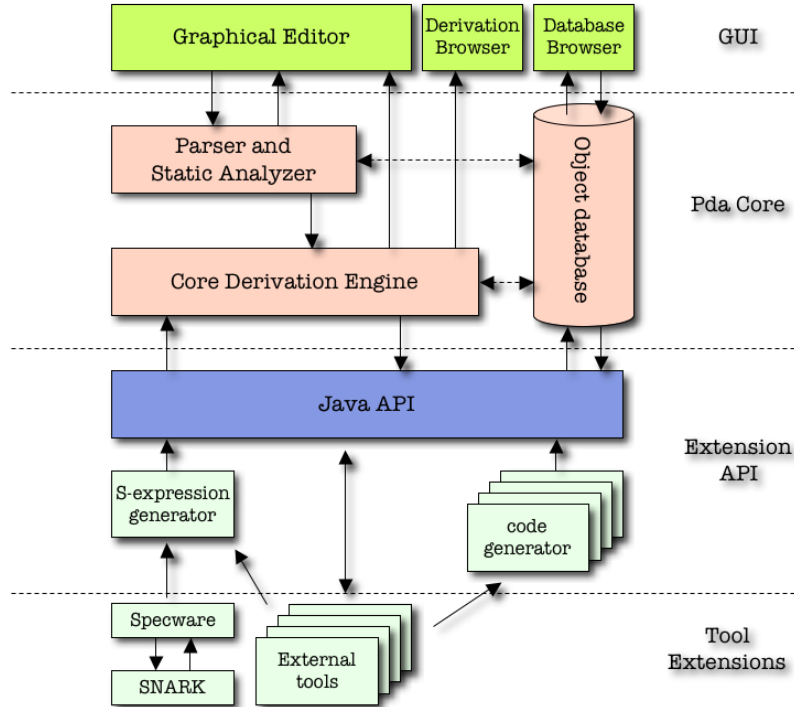 Graphical Editor
Derivation
Browser
Database
Browser
GUI
Parser and
Static Analyzer
Object database
Pda Core
Core Derivation Engine
Java API
Extension
API
S-expression
generator
code
generator
Specware
SNARK
External
tools
Tool
Extensions